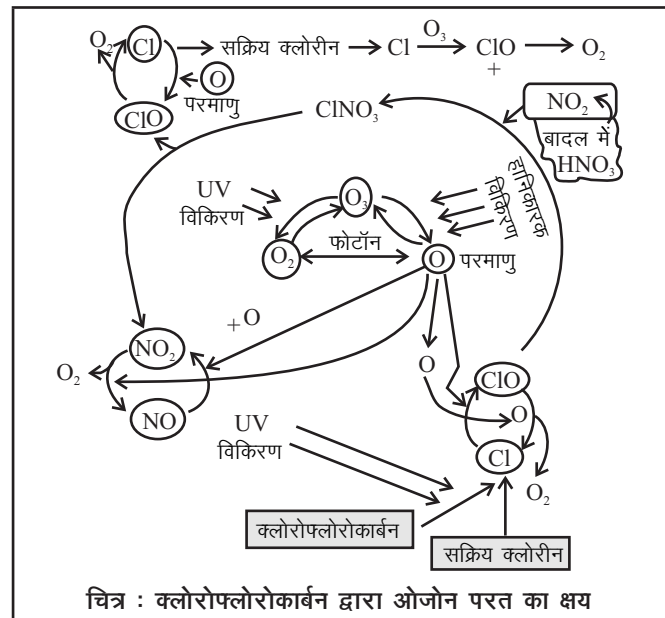 O₂ Cl → सक्रिय क्लोरीन → Cl O₃ → ClO → O₂
+
O
परमाणु
ClO
ClNO₃
NO₂
बादल में
HNO₃
UV
विकिरण
O₃
हानिकारक
विकिरण
O₂
फोटॉन
O परमाणु
+O
NO₂
O₂
NO
O
ClO
O
UV
विकिरण
Cl
O₂
क्लोरोफ्लोरोकार्बन
सक्रिय क्लोरीन
चित्र : क्लोरोफ्लोरोकार्बन द्वारा ओजोन परत का क्षय